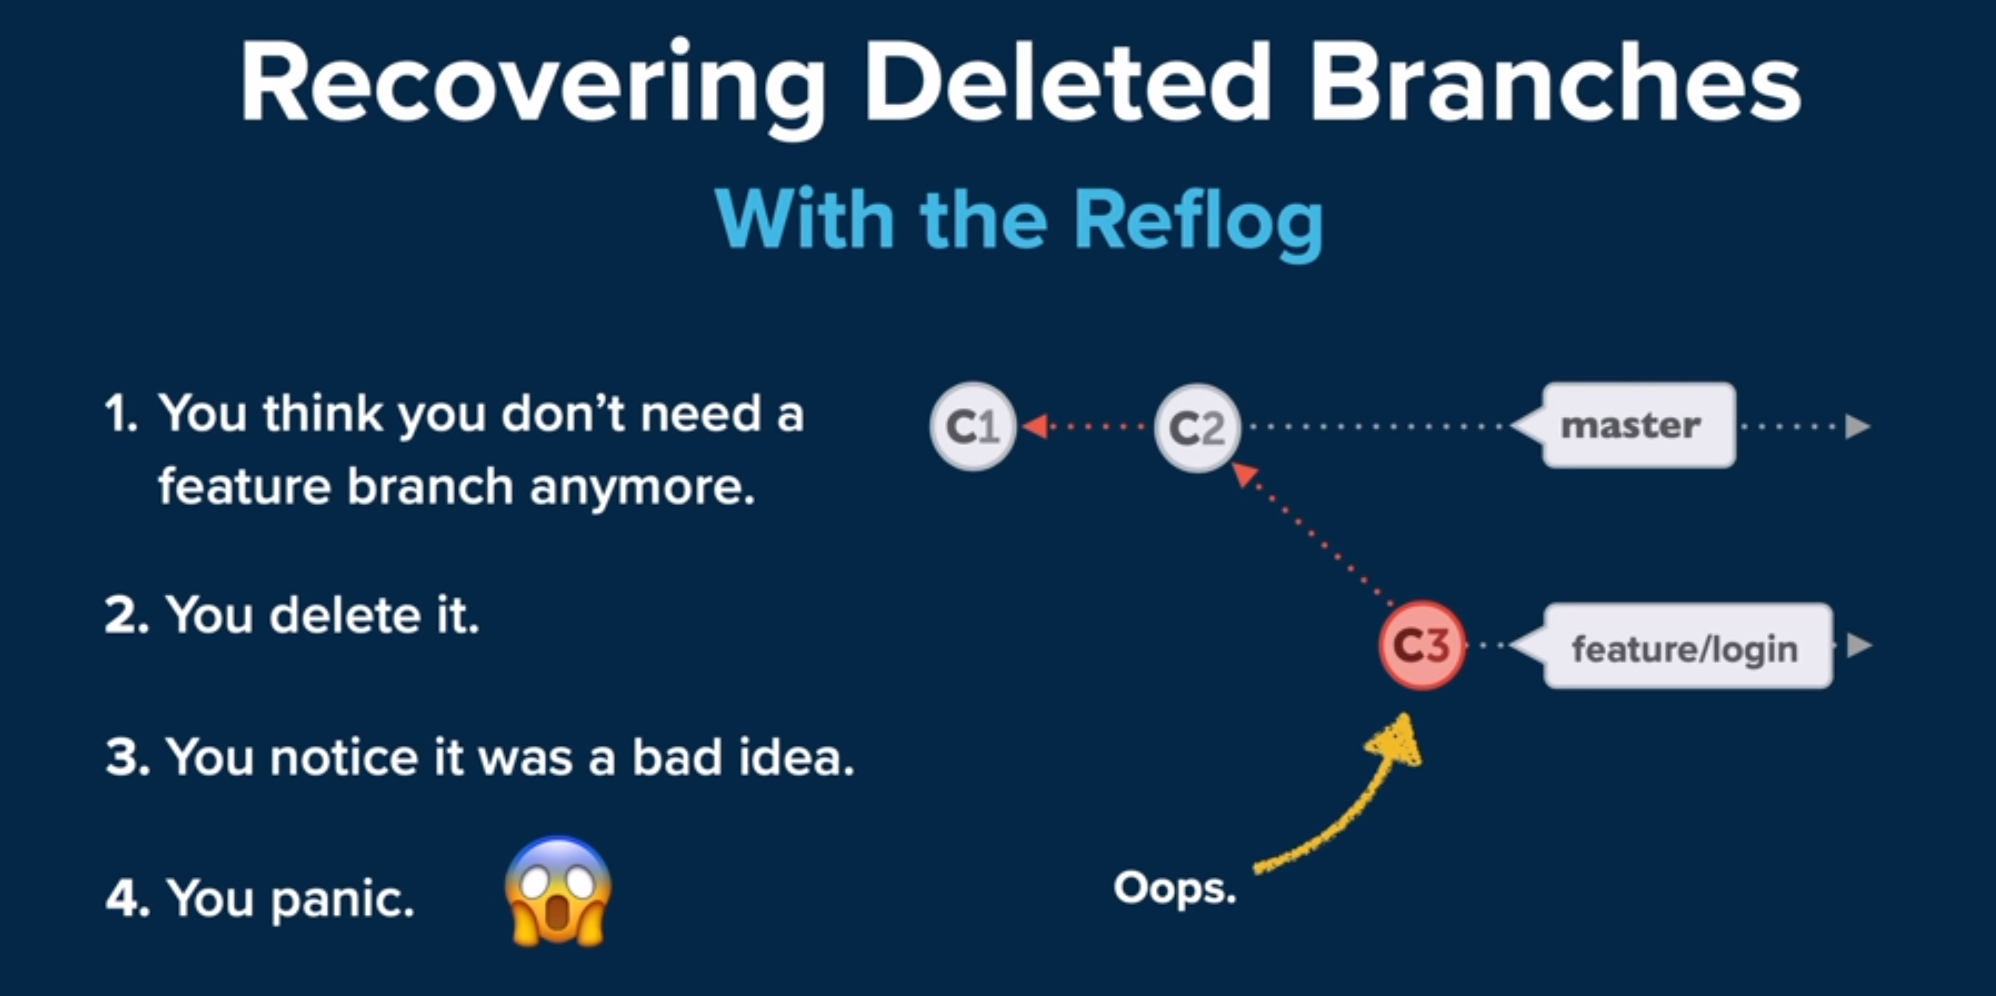 Recovering Deleted Branches
With the Reflog
1. You think you don’t need a
feature branch anymore.
2. You delete it.
3. You notice it was a bad idea.
4. You panic.
C1
C2
master
C3
feature/login
Oops.